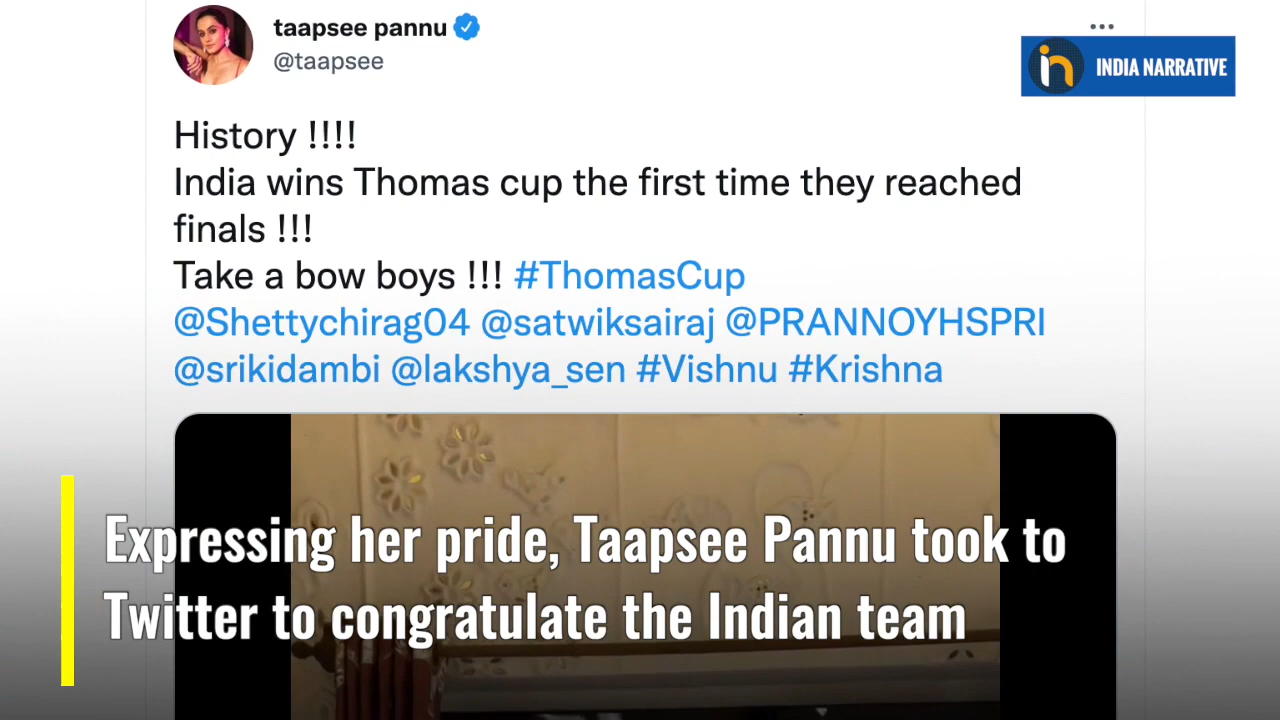 taapsee pannu
@taapsee
INDIA NARRATIVE
History !!!!
India wins Thomas cup the first time they reached
finals !!!
Take a bow boys !!! #ThomasCup
@Shettychirag04 @satwiksairaj @PRANNOYHSPRI
@srikidambi @lakshya_sen #Vishnu #Krishna
Expressing her pride, Taapsee Pannu took to
Twitter to congratulate the Indian team